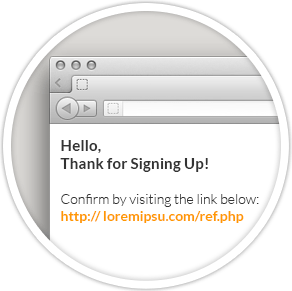 Hello,
Thank for Signing Up!
Confirm by visiting the link below:
http:// loremipsu.com/ref.php